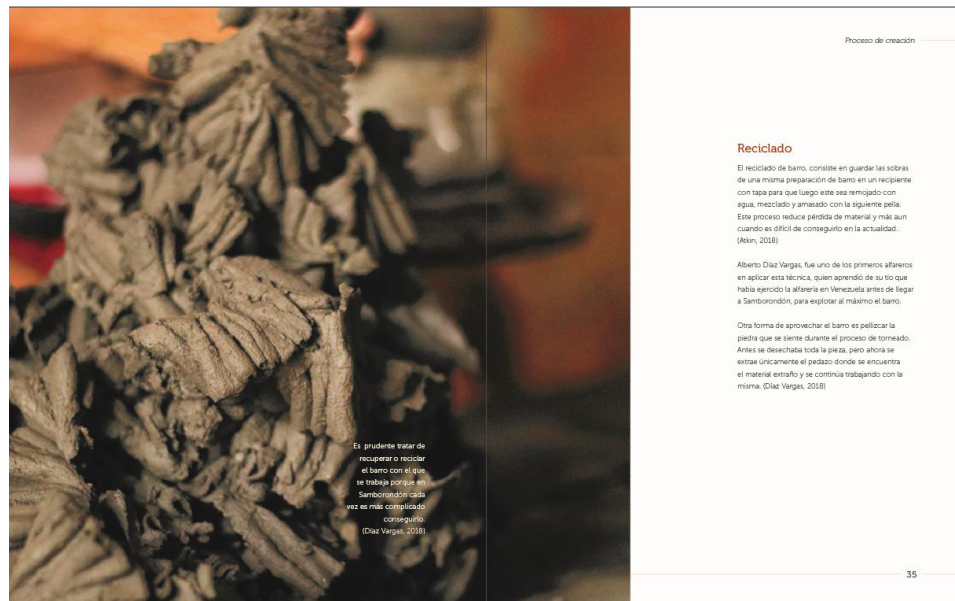 Proceso de creación
Reciclado
El reciclado de barro, consiste en guardar las sobras
de una misma preparación de barro en un recipiente
con tapa para que luego este sea remojado con
agua, mezclado y amasado con la siguiente pella.
Este proceso reduce pérdida de material y más aun
cuando es difícil de conseguirlo en la actualidad.
(Atkin, 2018)
Alberto Díaz Vargas, fue uno de los primeros alfareros
en aplicar esta técnica, quien aprendió de su tío que
había ejercido la alfarería en Venezuela antes de llegar
a Samborondón, para explotar al máximo el barro.
Otra forma de aprovechar el barro es pellizcar la
piedra que se siente durante el proceso de torneado.
Antes se desechaba toda la pieza, pero ahora se
extrae únicamente el pedazo donde se encuentra
el material extraño y se continúa trabajando con la
misma. (Díaz Vargas, 2018)
Es prudente tratar de
recuperar o reciclar
el barro con el que
se trabaja porque en
Samborondón cada
vez es más complicado
conseguirlo.
(Díaz Vargas, 2018)
35